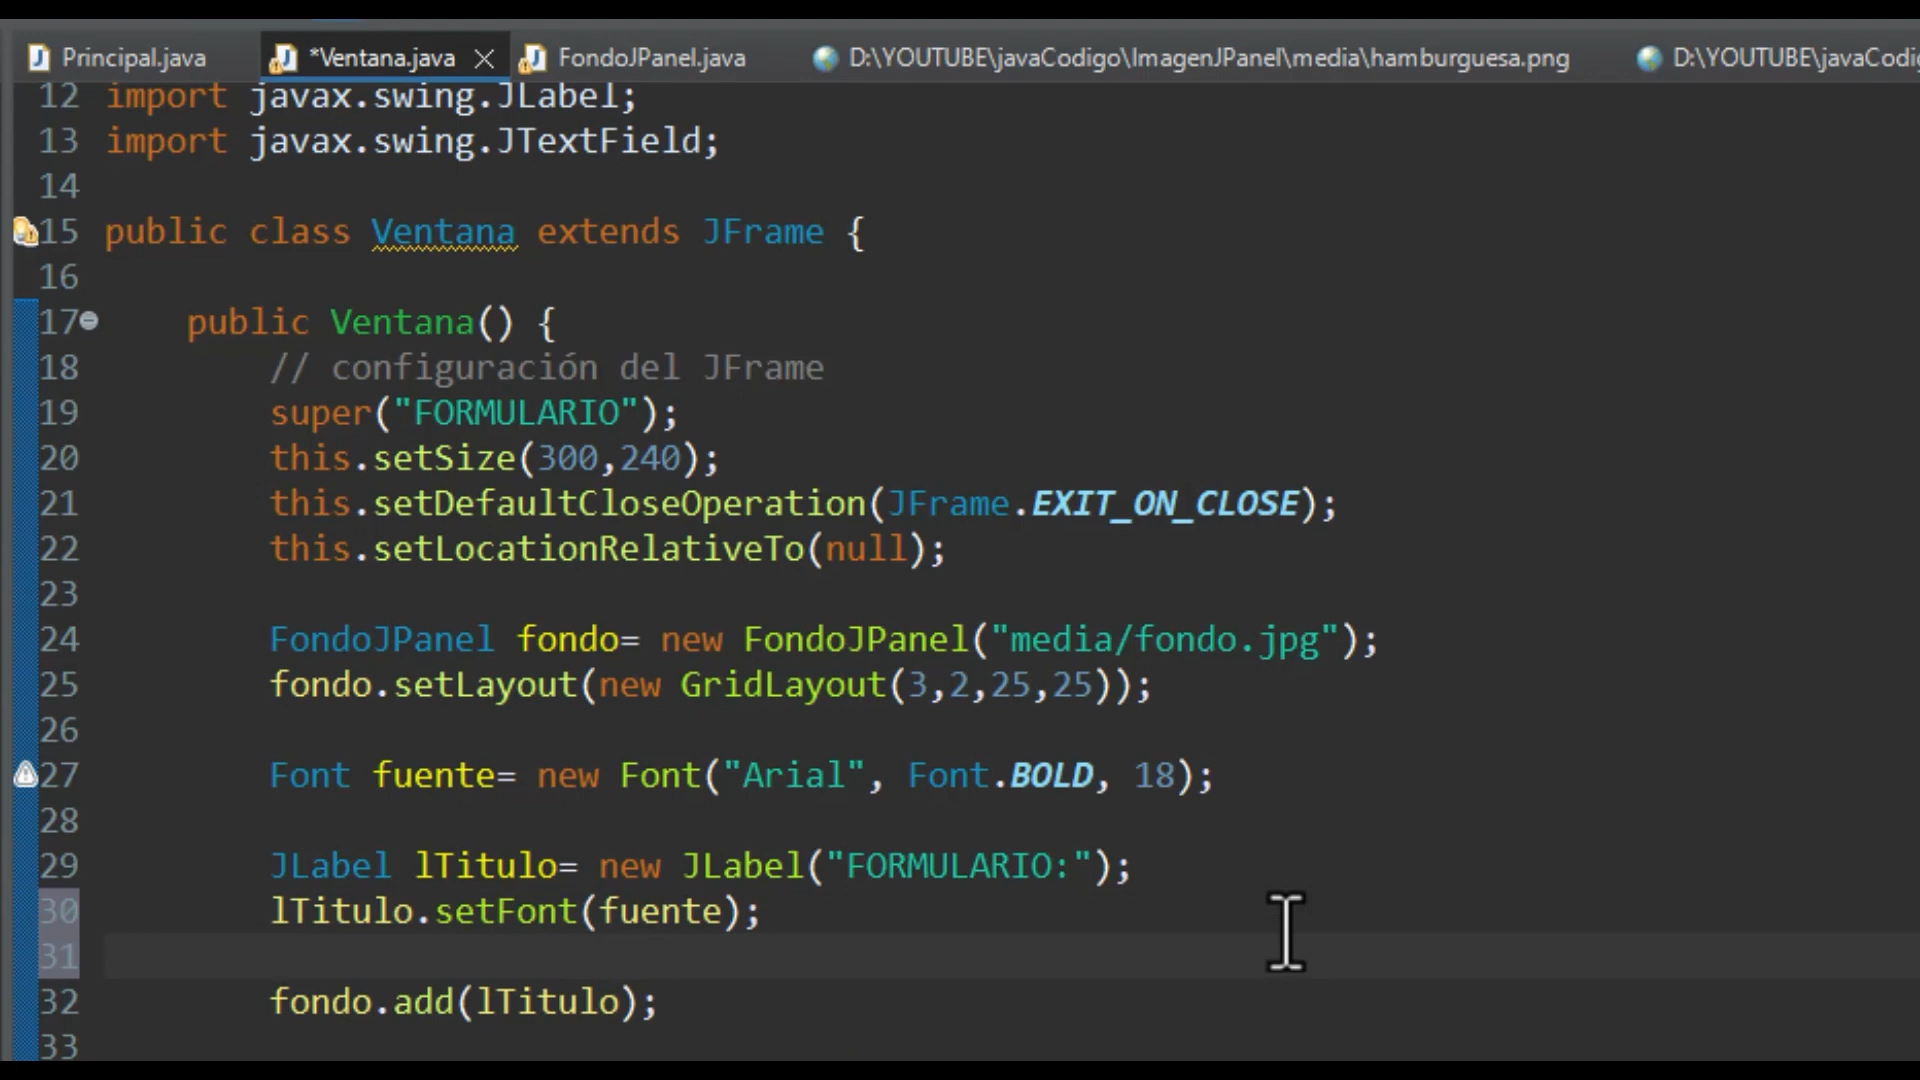 Principal.java *Ventana.java FondoJPanel.java D:\YOUTUBE\javaCodigo\ImagenJPanel\media\hamburguesa.png D:\YOUTUBE\javaCodig
12 import javax.swing.JLabel;
13 import javax.swing.JTextField;
14
15 public class Ventana extends JFrame {
16
17 public Ventana() {
18 // configuración del JFrame
19 super("FORMULARIO");
20 this.setSize(300,240);
21 this.setDefaultCloseOperation(JFrame.EXIT_ON_CLOSE);
22 this.setLocationRelativeTo(null);
23
24 FondoJPanel fondo= new FondoJPanel("media/fondo.jpg");
25 fondo.setLayout(new GridLayout(3,2,25,25));
26
27 Font fuente= new Font("Arial", Font.BOLD, 18);
28
29 JLabel lTitulo= new JLabel("FORMULARIO:");
30 lTitulo.setFont(fuente);
31
32 fondo.add(lTitulo);
33